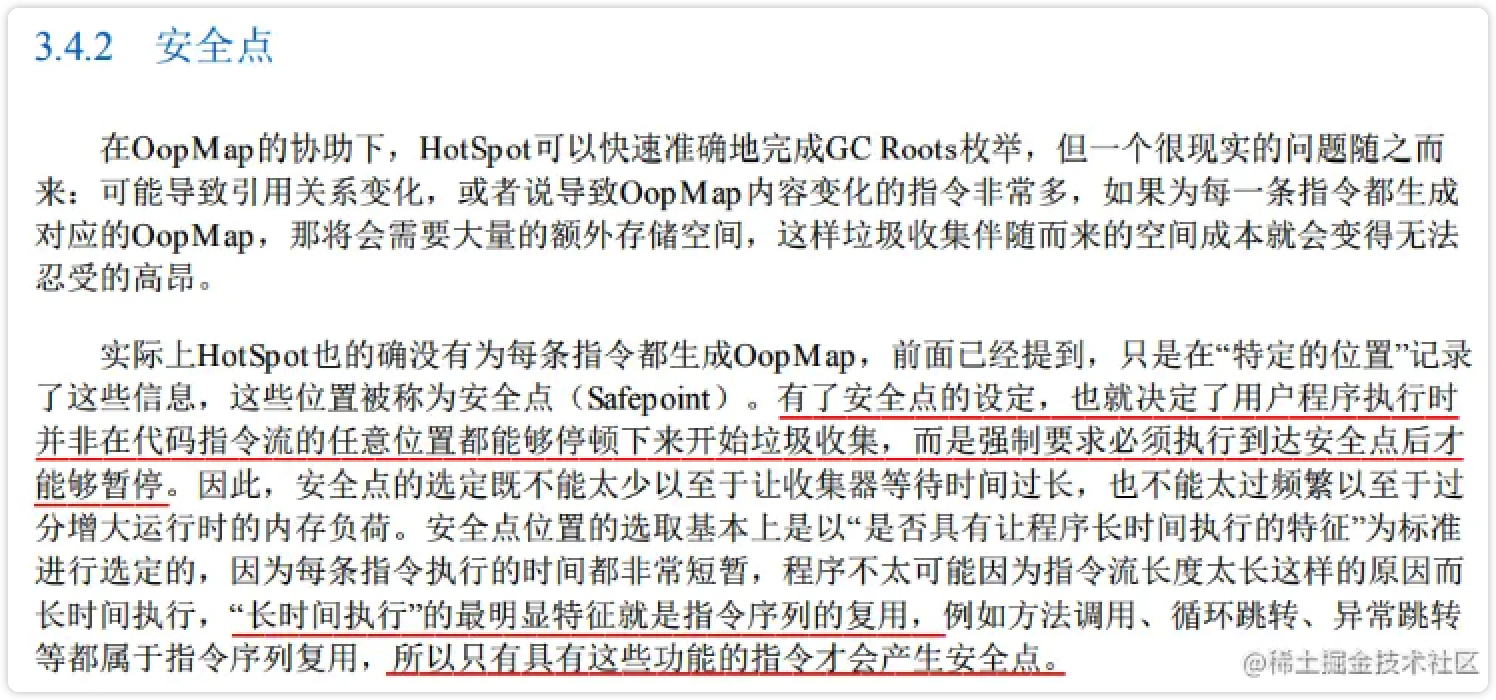 3.4.2 安全点
在OopMap的协助下，HotSpot可以快速准确地完成GC Roots枚举，但一个很现实的问题随之而
来：可能导致引用关系变化，或者说导致OopMap内容变化的指令非常多，如果为每一条指令都生成
对应的OopMap，那将会需要大量的额外存储空间，这样垃圾收集伴随而来的空间成本就会变得无法
忍受的高昂。
实际上HotSpot也的确没有为每条指令都生成OopMap，前面已经提到，只是在“特定的位置”记录
了这些信息，这些位置被称为安全点（Safepoint）。有了安全点的设定，也就决定了用户程序执行时
并非在代码指令流的任意位置都能够停顿下来开始垃圾收集，而是强制要求必须执行到达安全点后才
能够暂停。因此，安全点的选定既不能太少以至于让收集器等待时间过长，也不能太过频繁以至于过
分增大运行时的内存负荷。安全点位置的选取基本上是以“是否具有让程序长时间执行的特征”为标准
进行选定的，因为每条指令执行的时间都非常短暂，程序不太可能因为指令流长度太长这样的原因而
长时间执行，“长时间执行”的最明显特征就是指令序列的复用，例如方法调用、循环跳转、异常跳转
等都属于指令序列复用，所以只有具有这些功能的指令才会产生安全点。
@稀土掘金技术社区